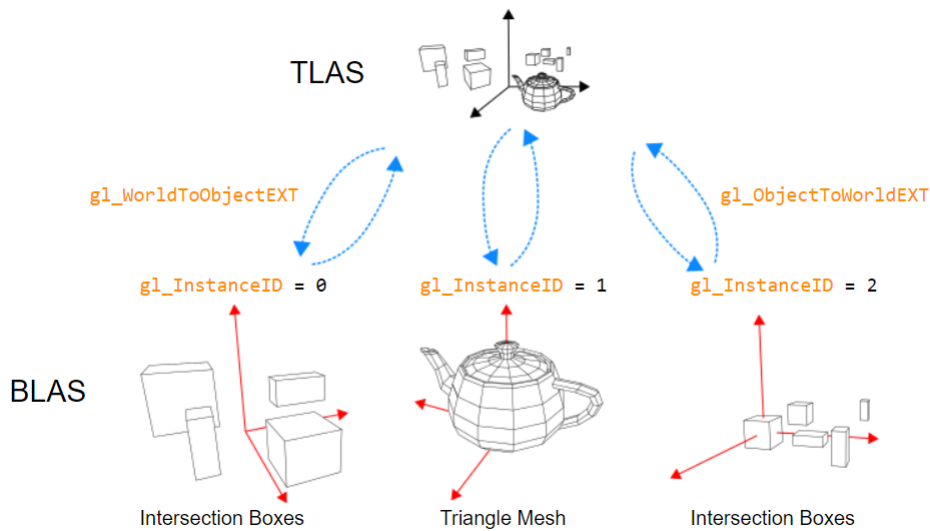 TLAS
gl_WorldToObjectEXT
gl_ObjectToWorldEXT
gl_InstanceID = 0
gl_InstanceID = 1
gl_InstanceID = 2
BLAS
Intersection Boxes
Triangle Mesh
Intersection Boxes